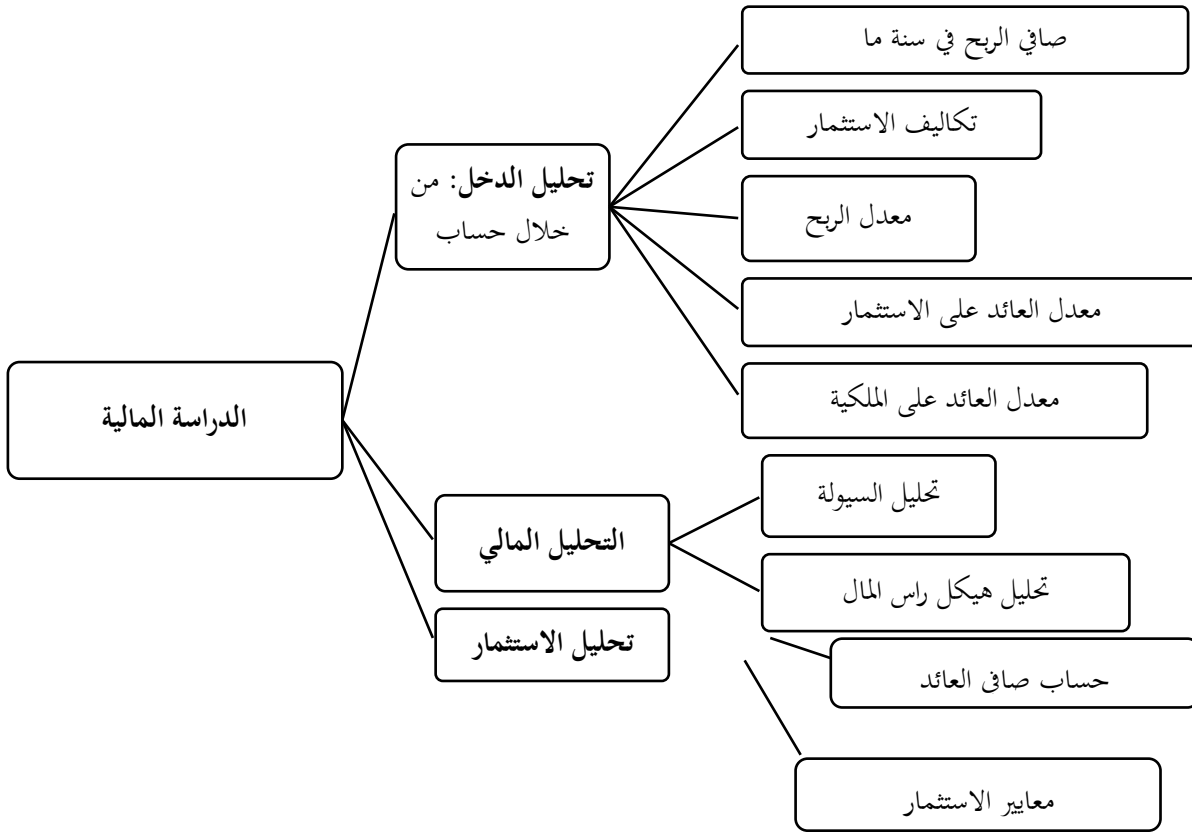 صافي الربح في سنة ما
تكاليف الاستثمار
تحليل الدخل: من
خلال حساب
معدل الربح
معدل العائد على الاستثمار
معدل العائد على الملكية
الدراسة المالية
تحليل السيولة
التحليل المالي
تحليل هيكل راس المال
تحليل الاستثمار
حساب صافى العائد
معايير الاستثمار